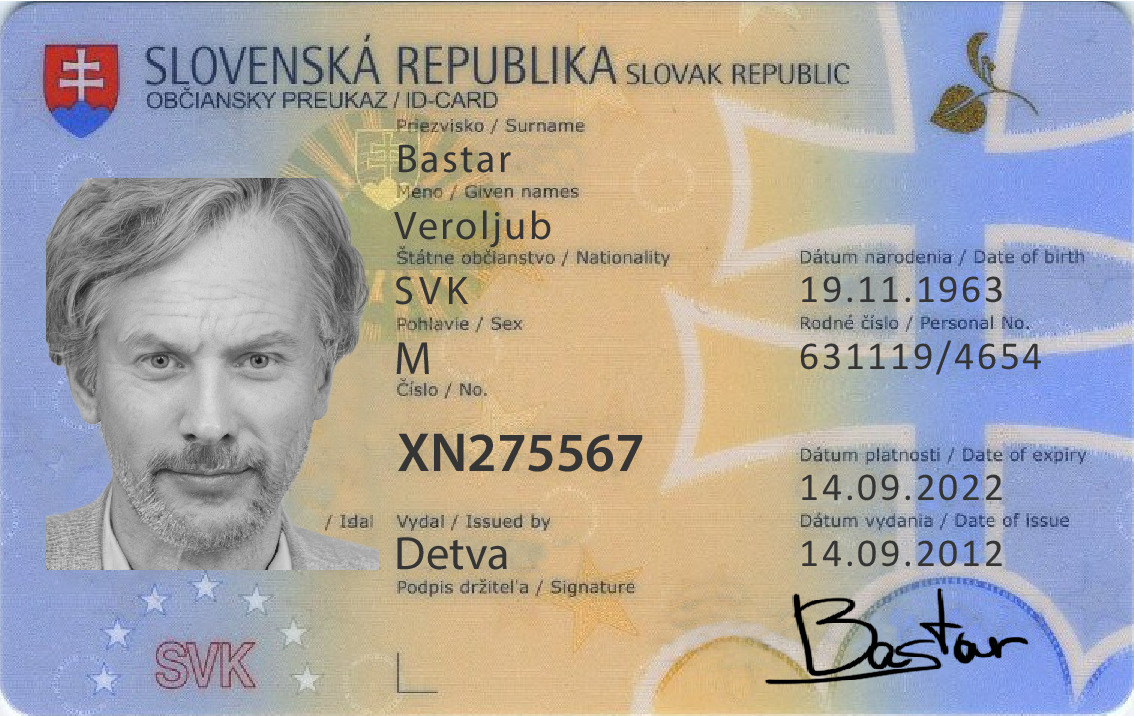 SLOVENSKÁ REPUBLIKA SLOVAK REPUBLIC
OBČIANSKY PREUKAZ / ID-CARD
Priezvisko / Surname
Bastar
Meno / Given names
Veroljub
Štátne občianstvo / Nationality
SVK
Pohlavie / Sex
M
Číslo / No.
XN275567
Dátum narodenia / Date of birth
19.11.1963
Rodné číslo / Personal No.
631119/4654
Dátum platnosti / Date of expiry
14.09.2022
/ Idal Vydal / Issued by
Detva
Dátum vydania / Date of issue
14.09.2012
Podpis držiteľa / Signature
Bastar
SVK